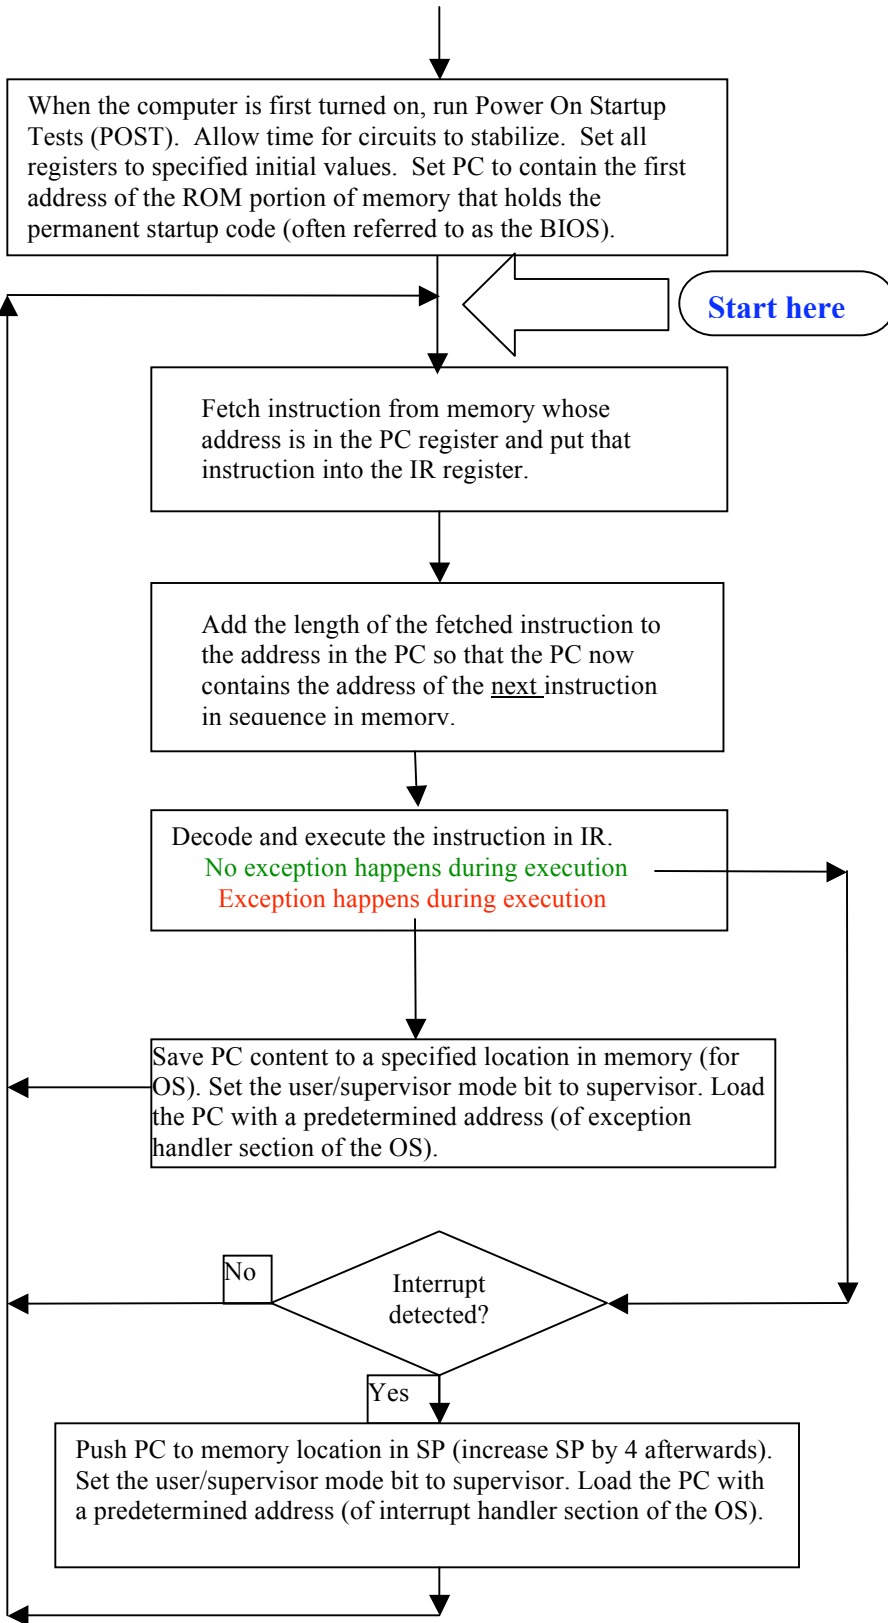 When the computer is first turned on, run Power On Startup
Tests (POST).  Allow time for circuits to stabilize.  Set all
registers to specified initial values.  Set PC to contain the first
address of the ROM portion of memory that holds the
permanent startup code (often referred to as the BIOS).
Start here
Fetch instruction from memory whose
address is in the PC register and put that
instruction into the IR register.
Add the length of the fetched instruction to
the address in the PC so that the PC now
contains the address of the next instruction
in sequence in memory.
Decode and execute the instruction in IR.
No exception happens during execution
Exception happens during execution
Save PC content to a specified location in memory (for
OS). Set the user/supervisor mode bit to supervisor. Load
the PC with a predetermined address (of exception
handler section of the OS).
No
Interrupt
detected?
Yes
Push PC to memory location in SP (increase SP by 4 afterwards).
Set the user/supervisor mode bit to supervisor. Load the PC with
a predetermined address (of interrupt handler section of the OS).